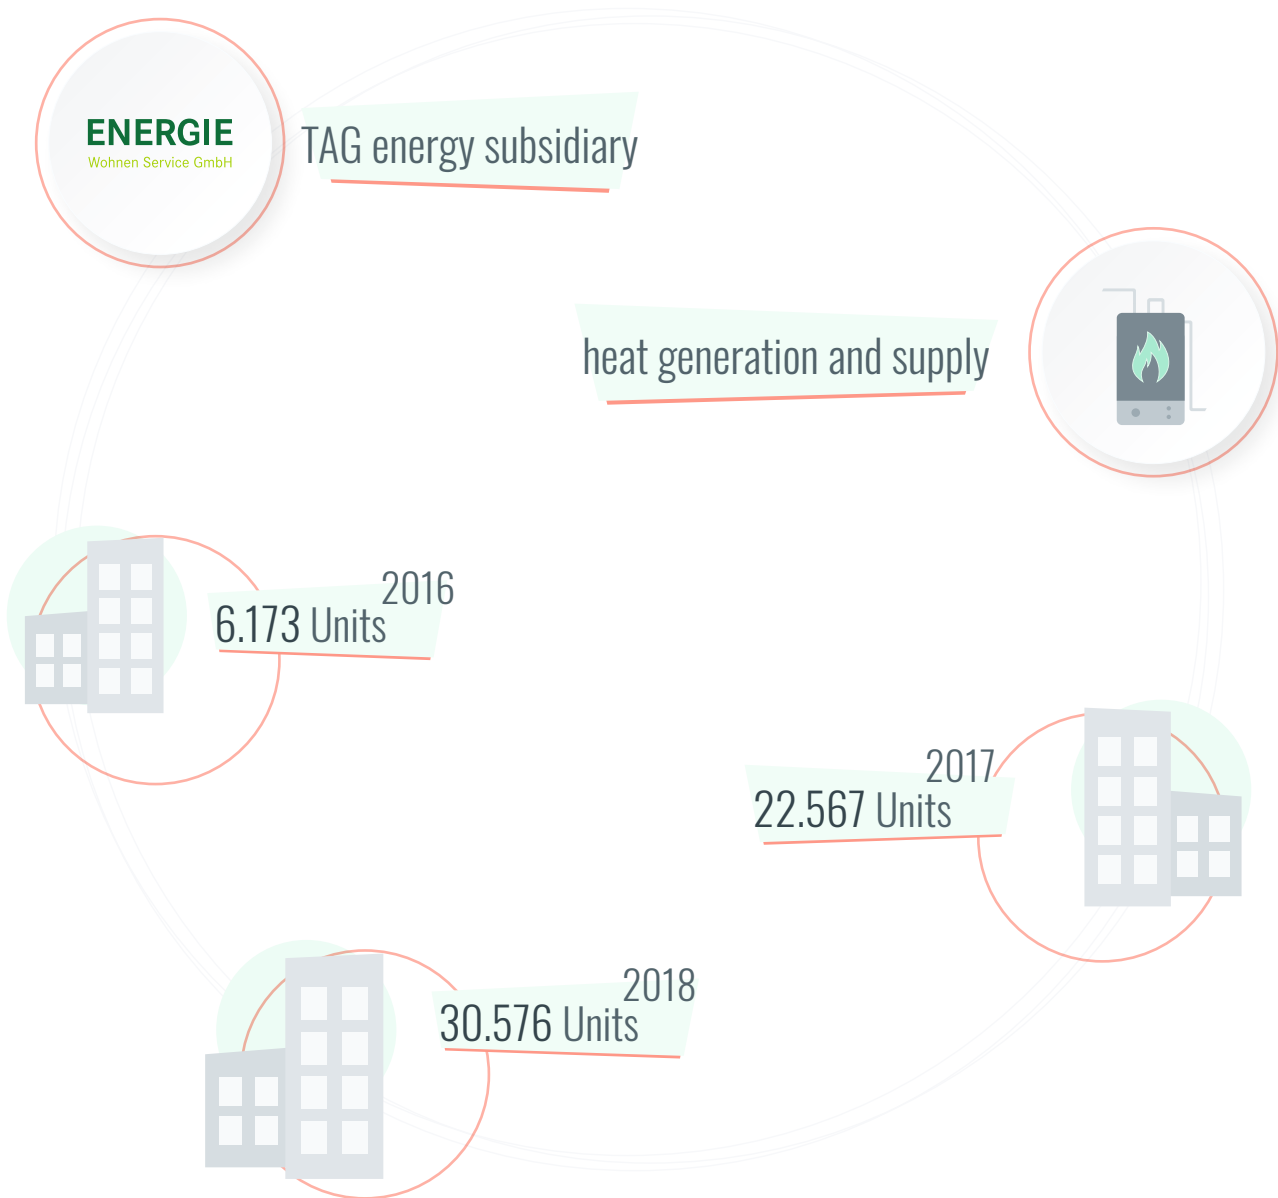 ENERGIE
Wohnen Service GmbH
TAG energy subsidiary
heat generation and supply
2016
6.173 Units
2017
22.567 Units
2018
30.576 Units